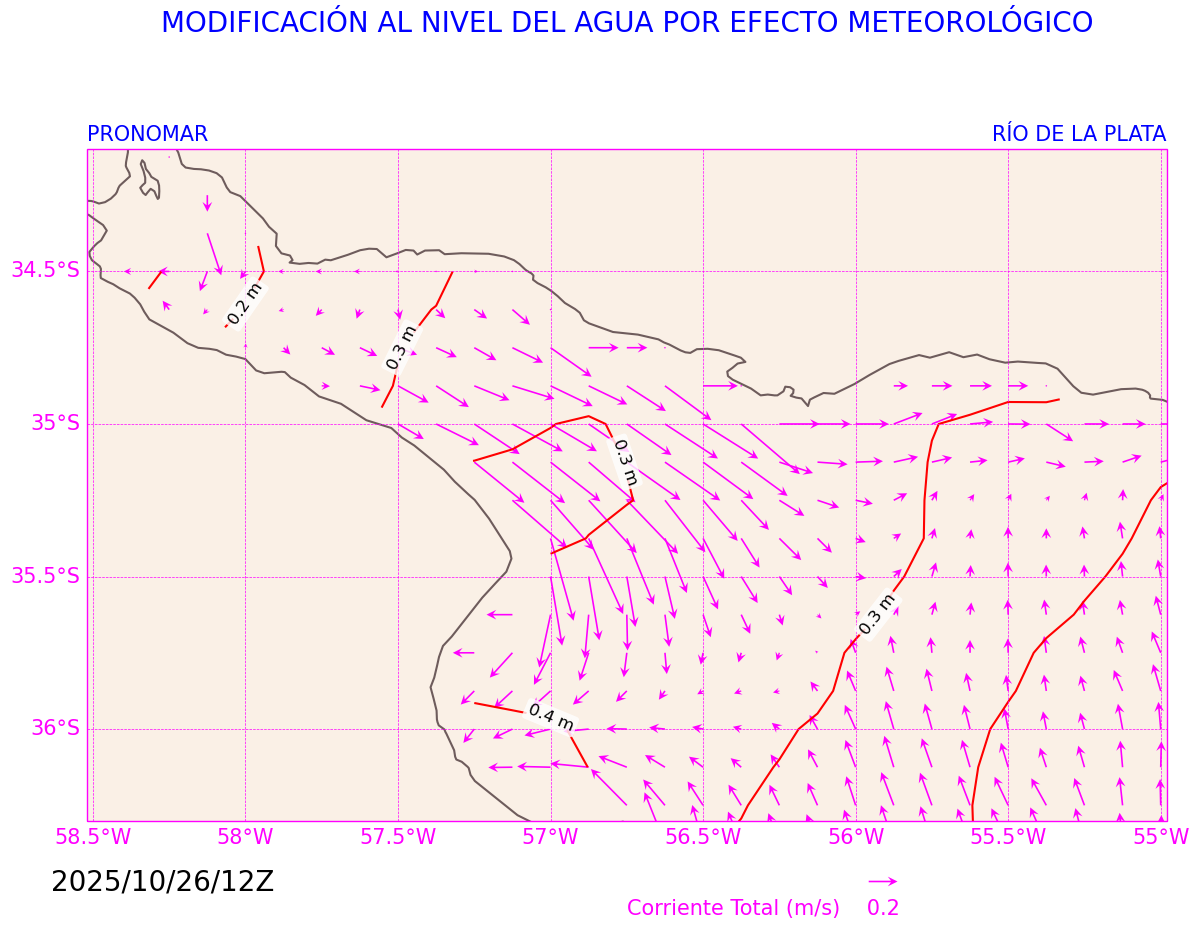 MODIFICACIÓN AL NIVEL DEL AGUA POR EFECTO METEOROLÓGICO
PRONOMAR
RÍO DE LA PLATA
34.5°S
35°S
35.5°S
36°S
0.2 m
0.3 m
0.3 m
0.3 m
0.4 m
58.5°W 58°W 57.5°W 57°W 56.5°W 56°W 55.5°W 55°W
2025/10/26/12Z
Corriente Total (m/s) 0.2